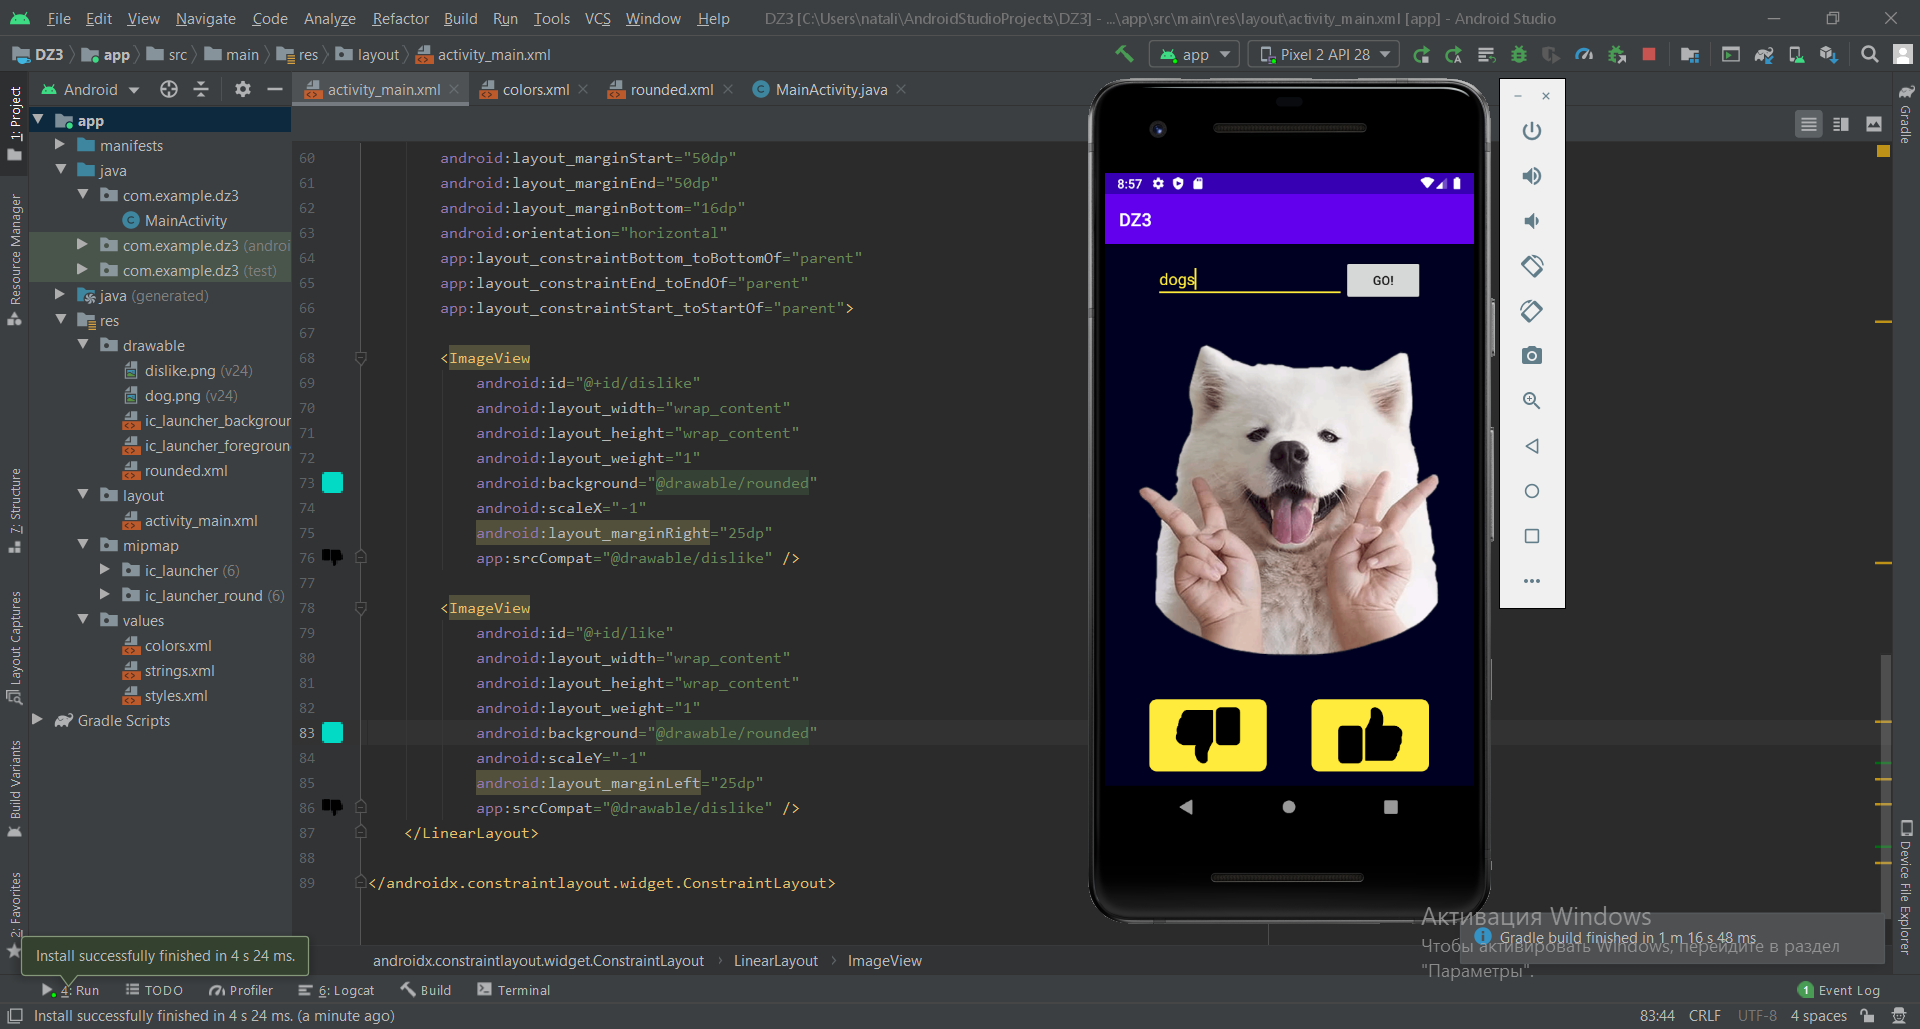 File Edit View Navigate Code Analyze Refactor Build Run Tools VCS Window Help DZ3 [C:\Users\natali\AndroidStudioProjects\DZ3] - ...\app\src\main\res\layout\activity_main.xml [app] - Android Studio
DZ3 app src main res layout activity_main.xml app Pixel 2 API 28
Android activity_main.xml colors.xml rounded.xml MainActivity.java
1: Project
Resource Manager
7: Structure
Layout Captures
Build Variants
2: Favorites
app
manifests
java
com.example.dz3
MainActivity
com.example.dz3 (androi
com.example.dz3 (test)
java (generated)
res
drawable
dislike.png (v24)
dog.png (v24)
ic_launcher_backgrour
ic_launcher_foregroun
rounded.xml
layout
activity_main.xml
mipmap
ic_launcher (6)
ic_launcher_round (6)
values
colors.xml
strings.xml
styles.xml
Gradle Scripts
60 android:layout_marginStart="50dp"
61 android:layout_marginEnd="50dp"
62 android:layout_marginBottom="16dp"
63 android:orientation="horizontal"
64 app:layout_constraintBottom_toBottomOf="parent"
65 app:layout_constraintEnd_toEndOf="parent"
66 app:layout_constraintStart_toStartOf="parent">
67
68 <ImageView
69 android:id="@+id/dislike"
70 android:layout_width="wrap_content"
71 android:layout_height="wrap_content"
72 android:layout_weight="1"
73 android:background="@drawable/rounded"
74 android:scaleX="-1"
75 android:layout_marginRight="25dp"
76 app:srcCompat="@drawable/dislike" />
77
78 <ImageView
79 android:id="@+id/like"
80 android:layout_width="wrap_content"
81 android:layout_height="wrap_content"
82 android:layout_weight="1"
83 android:background="@drawable/rounded"
84 android:scaleY="-1"
85 android:layout_marginLeft="25dp"
86 app:srcCompat="@drawable/dislike" />
87 </LinearLayout>
88
89 </androidx.constraintlayout.widget.ConstraintLayout>
8:57
DZ3
dogs GO!
Gradle
Device File Explorer
Активация Windows
Чтобы активировать Windows, перейдите в раздел
"Параметры".
Gradle build finished in 1 m 16 s 48 ms
Install successfully finished in 4 s 24 ms.
androidx.constraintlayout.widget.ConstraintLayout LinearLayout ImageView
4: Run TODO Profiler 6: Logcat Build Terminal 1 Event Log
Install successfully finished in 4 s 24 ms. (a minute ago) 83:44 CRLF UTF-8 4 spaces